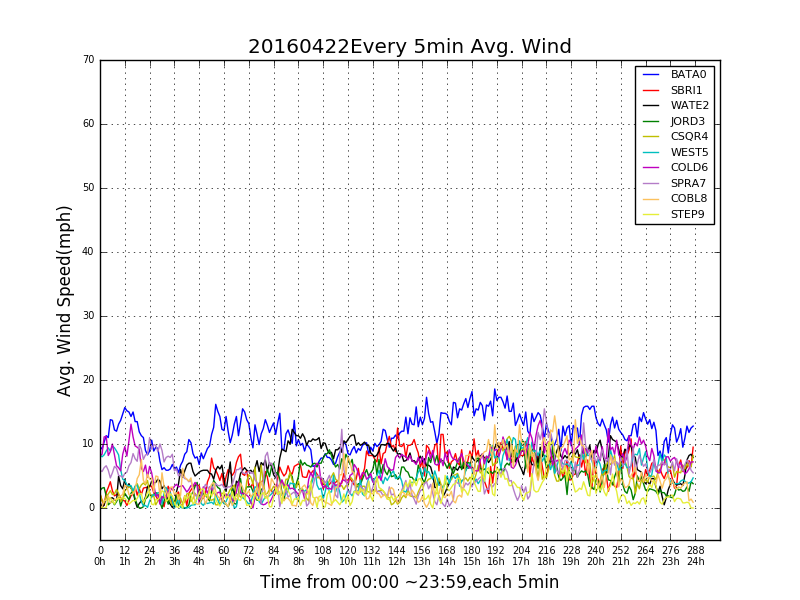 20160422Every 5min Avg. Wind
Avg. Wind Speed(mph)
70
60
50
40
30
20
10
0
BATA0
SBRI1
WATE2
JORD3
CSQR4
WEST5
COLD6
SPRA7
COBL8
STEP9
0 12 24 36 48 60 72 84 96 108 120 132 144 156 168 180 192 204 216 228 240 252 264 276 288
0h 1h 2h 3h 4h 5h 6h 7h 8h 9h 10h 11h 12h 13h 14h 15h 16h 17h 18h 19h 20h 21h 22h 23h 24h
Time from 00:00 ~23:59,each 5min